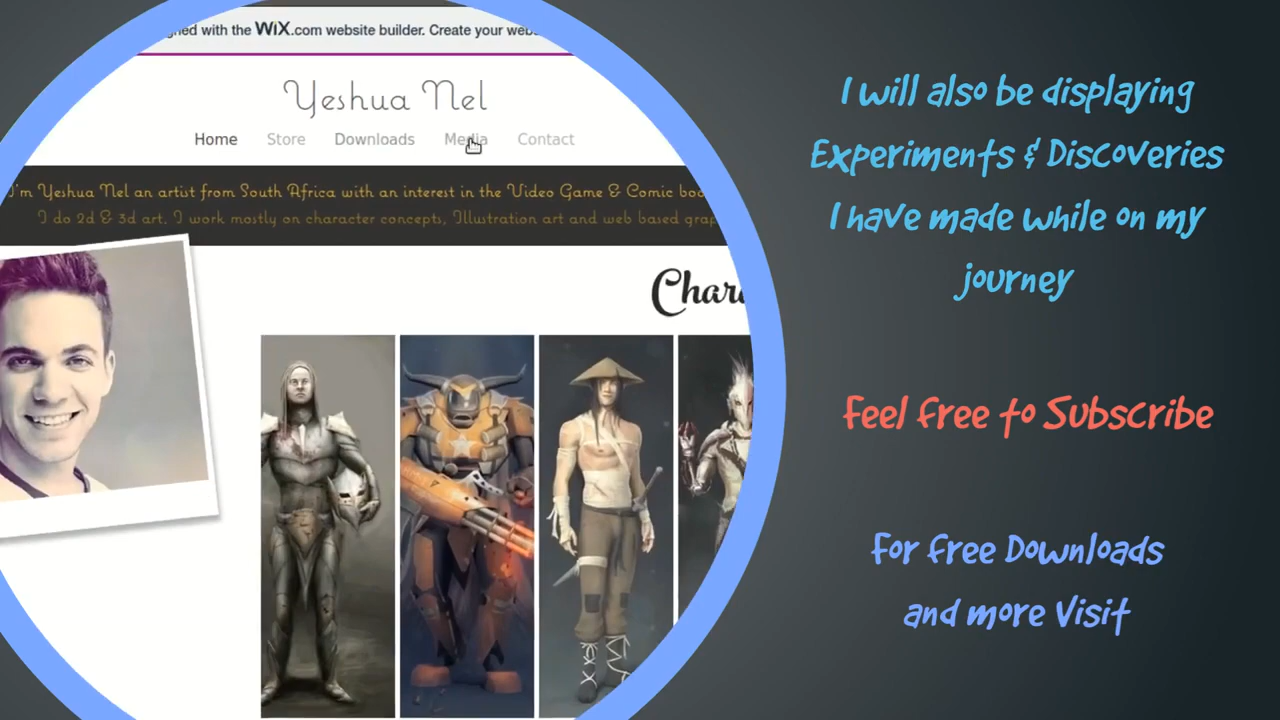 gned with the WiX.com website builder. Create your webs
Yeshua Nel
Home Store Downloads Media Contact
I'm Yeshua Nel an artist from South Africa with an interest in the Video Game & Comic boo
I do 2d & 3d art. I work mostly on character concepts, Illustration art and web based grap
Chara
I will also be displaying
Experiments & Discoveries
I have made while on my
journey
Feel free to Subscribe
For free Downloads
and more Visit